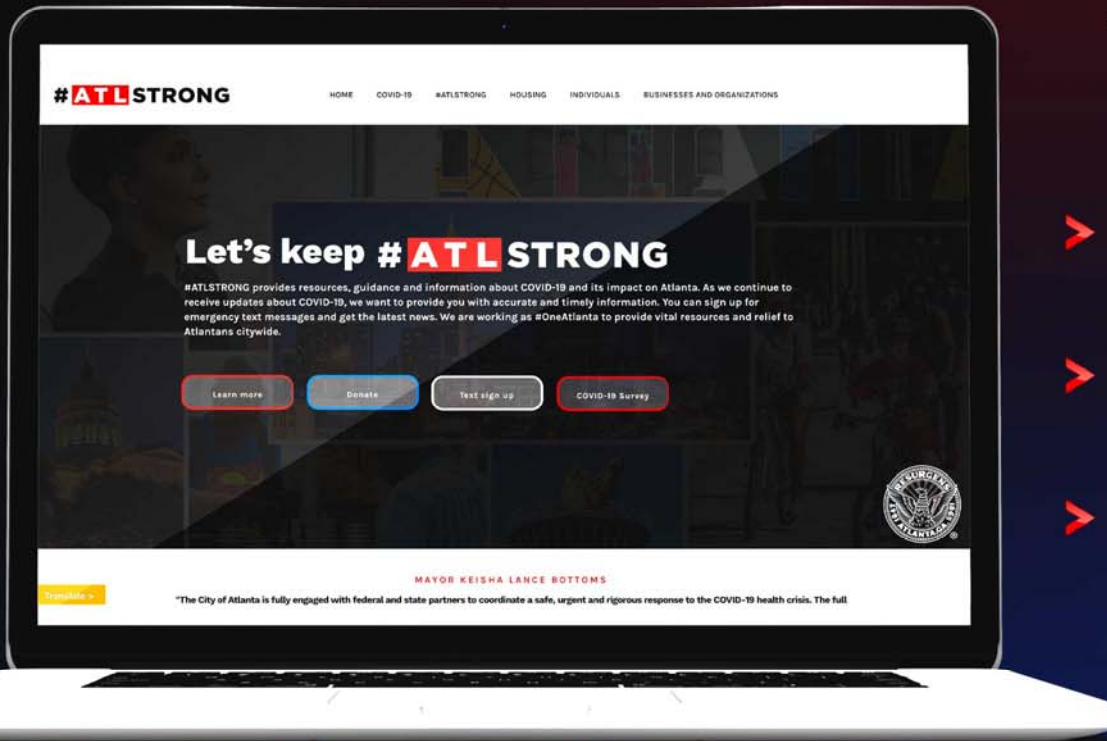 #ATLSTRONG
HOME COVID-19 #ATLSTRONG HOUSING INDIVIDUALS BUSINESSES AND ORGANIZATIONS
Let's keep #ATLSTRONG
#ATLSTRONG provides resources, guidance and information about COVID-19 and its impact on Atlanta. As we continue to
receive updates about COVID-19, we want to provide you with accurate and timely information. You can sign up for
emergency text messages and get the latest news. We are working as #OneAtlanta to provide vital resources and relief to
Atlantans citywide.
Learn more Donate Text sign up COVID-19 Survey
RESURGENS
ATLANTA, GA.
MAYOR KEISHA LANCE BOTTOMS
Translate >
"The City of Atlanta is fully engaged with federal and state partners to coordinate a safe, urgent and rigorous response to the COVID-19 health crisis. The full